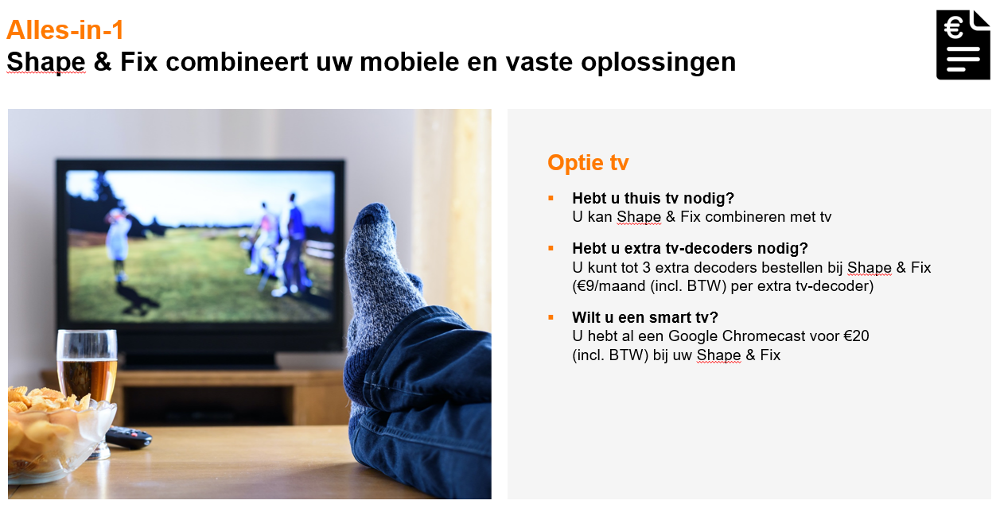 Alles-in-1
Shape & Fix combineert uw mobiele en vaste oplossingen
€
Optie tv
Hebt u thuis tv nodig?
U kan Shape & Fix combineren met tv
Hebt u extra tv-decoders nodig?
U kunt tot 3 extra decoders bestellen bij Shape & Fix
(€9/maand (incl. BTW) per extra tv-decoder)
Wilt u een smart tv?
U hebt al een Google Chromecast voor €20
(incl. BTW) bij uw Shape & Fix